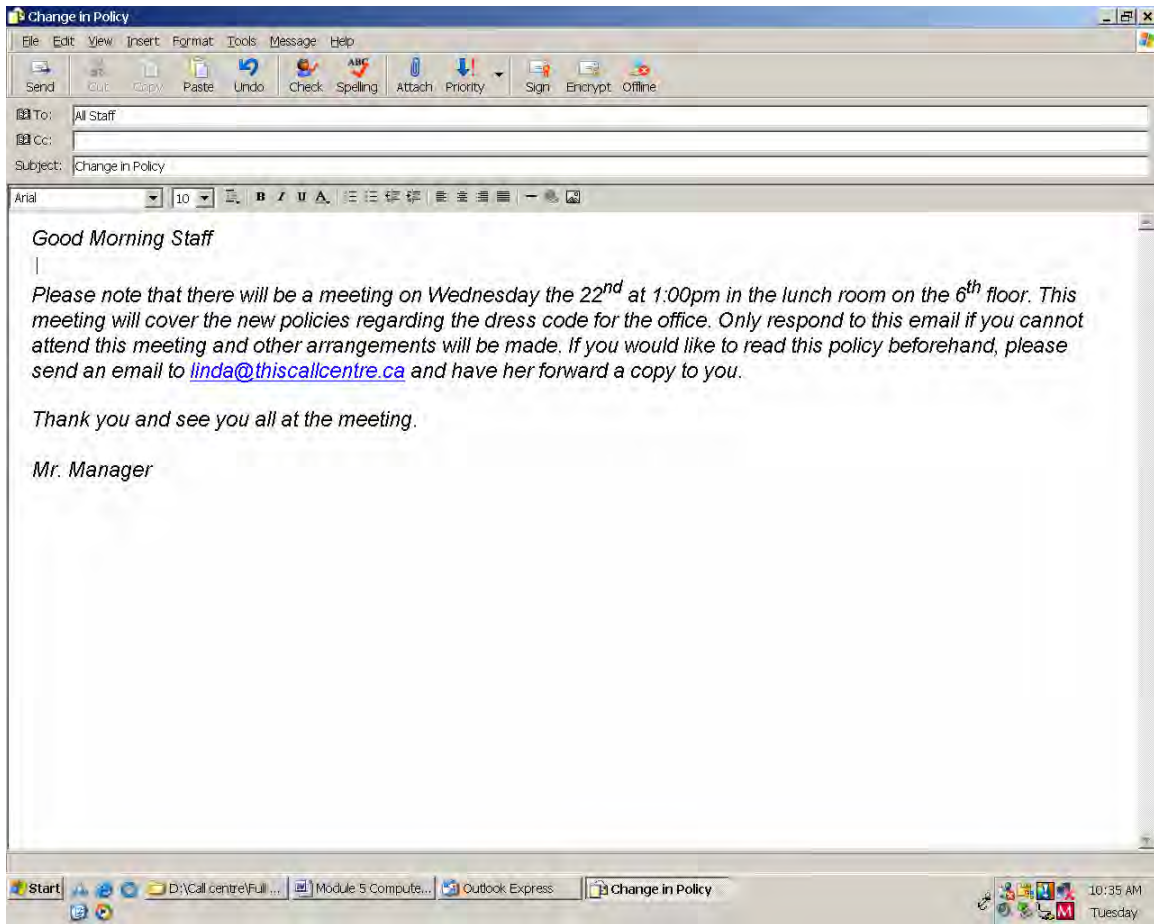 Change in Policy
File Edit View Insert Format Tools Message Help
Send Cut Copy Paste Undo Check Spelling Attach Priority Sign Encrypt Offline
To: All Staff
Cc:
Subject: Change in Policy
Arial 10
Good Morning Staff
Please note that there will be a meeting on Wednesday the 22nd at 1:00pm in the lunch room on the 6th floor. This
meeting will cover the new policies regarding the dress code for the office. Only respond to this email if you cannot
attend this meeting and other arrangements will be made. If you would like to read this policy beforehand, please
send an email to linda@thiscallcentre.ca and have her forward a copy to you.
Thank you and see you all at the meeting.
Mr. Manager
Start D:\Call centre\Full ... Module 5 Compute... Outlook Express Change in Policy 10:35 AM
Tuesday